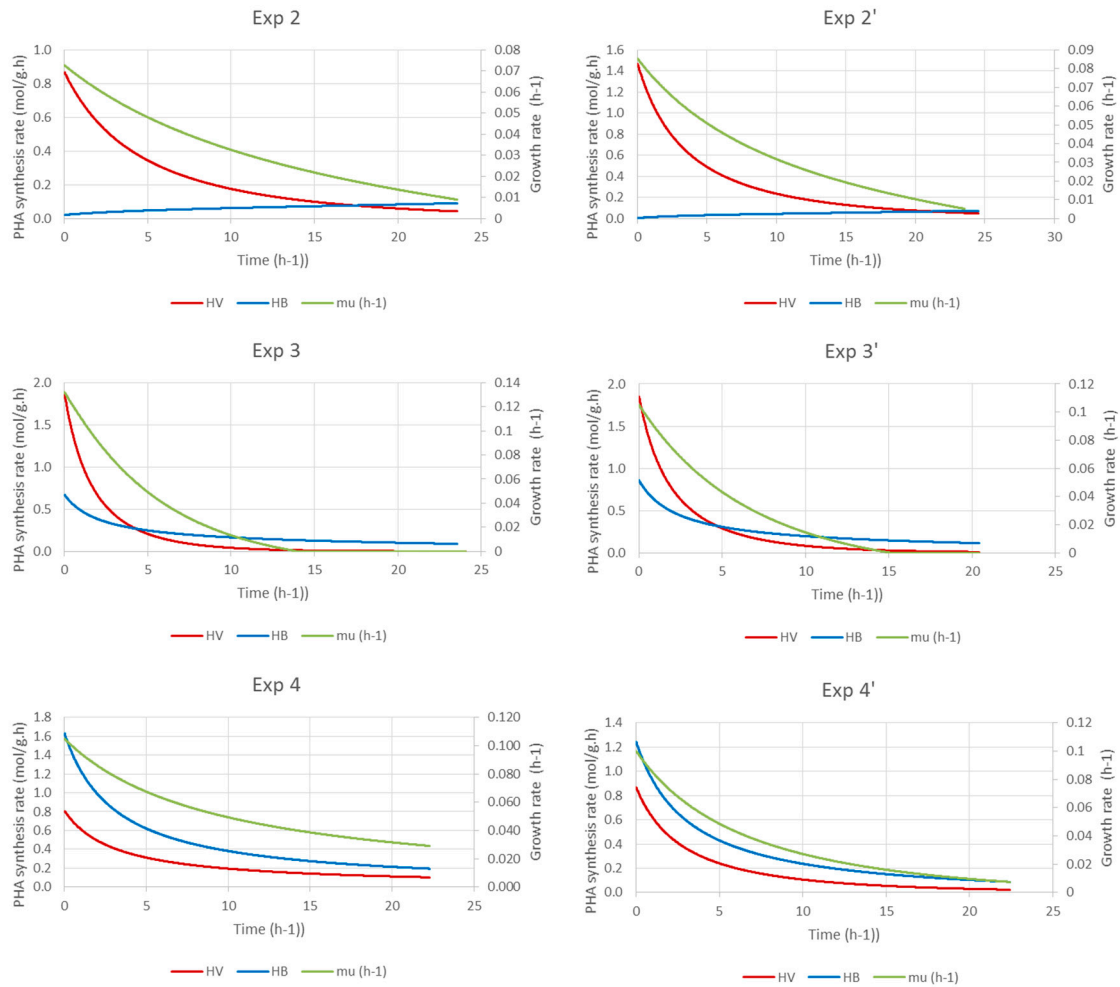 Exp 2
PHA synthesis rate (mol/g.h)
1.0
0.8
0.6
0.4
0.2
0.0
0.08
0.07
0.06
0.05
0.04
0.03
0.02
0.01
0
Growth rate (h-1)
0 5 10 15 20 25
Time (h-1))
HV HB mu (h-1)
Exp 2'
PHA synthesis rate (mol/g.h)
1.6
1.4
1.2
1.0
0.8
0.6
0.4
0.2
0.0
0.09
0.08
0.07
0.06
0.05
0.04
0.03
0.02
0.01
0
Growth rate (h-1)
0 5 10 15 20 25 30
Time (h-1))
HV HB mu (h-1)
Exp 3
PHA synthesis rate (mol/g.h)
2.0
1.5
1.0
0.5
0.0
0.14
0.12
0.1
0.08
0.06
0.04
0.02
0
Growth rate (h-1)
0 5 10 15 20 25
Time (h-1))
HV HB mu (h-1)
Exp 3'
PHA synthesis rate (mol/g.h)
2.0
1.5
1.0
0.5
0.0
0.12
0.1
0.08
0.06
0.04
0.02
0
Growth rate (h-1)
0 5 10 15 20 25
Time (h-1))
HV HB mu (h-1)
Exp 4
PHA synthesis rate (mol/g.h)
1.8
1.6
1.4
1.2
1.0
0.8
0.6
0.4
0.2
0.0
0.120
0.100
0.080
0.060
0.040
0.020
0.000
Growth rate (h-1)
0 5 10 15 20 25
Time (h-1))
HV HB mu (h-1)
Exp 4'
PHA synthesis rate (mol/g.h)
1.4
1.2
1.0
0.8
0.6
0.4
0.2
0.0
0.12
0.1
0.08
0.06
0.04
0.02
0
Growth rate (h-1)
0 5 10 15 20 25
Time (h-1))
HV HB mu (h-1)